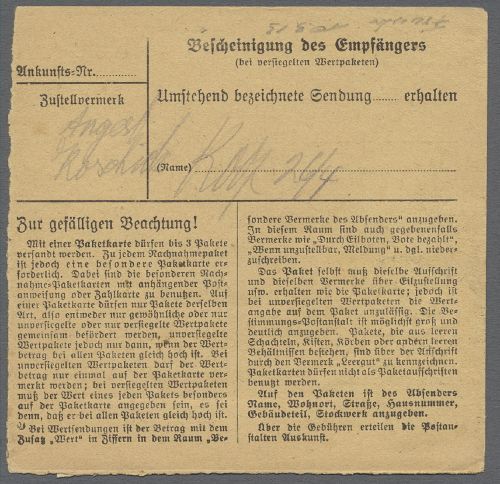 Bescheinigung des Empfängers
(bei versiegelten Wertpaketen)
Ankunfts-Nr.............
Zustellvermerk
Umstehend bezeichnete Sendung....... erhalten
(Name)
264
Zur gefälligen Beachtung!
Mit einer Paketkarte dürfen bis 3 Pakete
versandt werden. Zu jedem Nachnahmepaket
ist jedoch eine besondere Paketkarte er-
forderlich. Dabei sind die besonderen Nach-
nahme-Paketkarten mit anhängender Post-
anweisung oder Zahlkarte zu benutzen. Auf
einer Paketkarte dürfen nur Pakete derselben
Art, also entweder nur gewöhnliche oder nur
versiegelte oder nur unversiegelte Wertpakete
gemeinsam befördert werden, unversiegelte
Wertpakete jedoch nur dann, wenn der Wert-
betrag bei allen Paketen gleich hoch ist. Bei
unversiegelten Wertpaketen darf der Wert-
betrag nur einmal auf der Paketkarte ver-
merkt werden; bei versiegelten Wertpaketen
muß der Wert eines jeden Pakets besonders
auf der Paketkarte angegeben sein, es sei
denn, daß er bei allen Paketen gleich hoch ist.
Bei Wertsendungen ist der Betrag mit dem
Zusatz „Wert" in Ziffern in dem Raum „Be-
sondere Vermerke des Absenders" anzugeben.
In diesem Raum sind auch gegebenenfalls
Vermerke wie „Durch Eilboten, Bote bezahlt",
„Wenn unzustellbar, Meldung" u. dgl. nieder-
zuschreiben.
Das Paket selbst muß dieselbe Aufschrift
und dieselben Vermerke über Eilzustellung
usw. erhalten wie die Paketkarte; jedoch ist
bei unversiegelten Wertpaketen die Wert-
angabe auf dem Paket unzulässig. Die Be-
stimmungs-Postanstalt ist möglichst groß und
deutlich anzugeben. Pakete, die aus leeren
Schachteln, Kisten, Körben oder andern leeren
Behältnissen bestehen, sind über der Aufschrift
durch den Vermerk „Leergut" zu kennzeichnen.
Paketkarten dürfen nicht als Paketaufschriften
benutzt werden.
Auf den Paketen ist des Absenders
Name, Wohnort, Straße, Hausnummer,
Gebäudeteil, Stockwerk anzugeben.
Über die Gebühren erteilen die Postan-
stalten Auskunft.